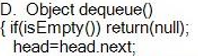 D.  Object dequeue()
{ if(isEmpty()) return(null);
head=head.next;